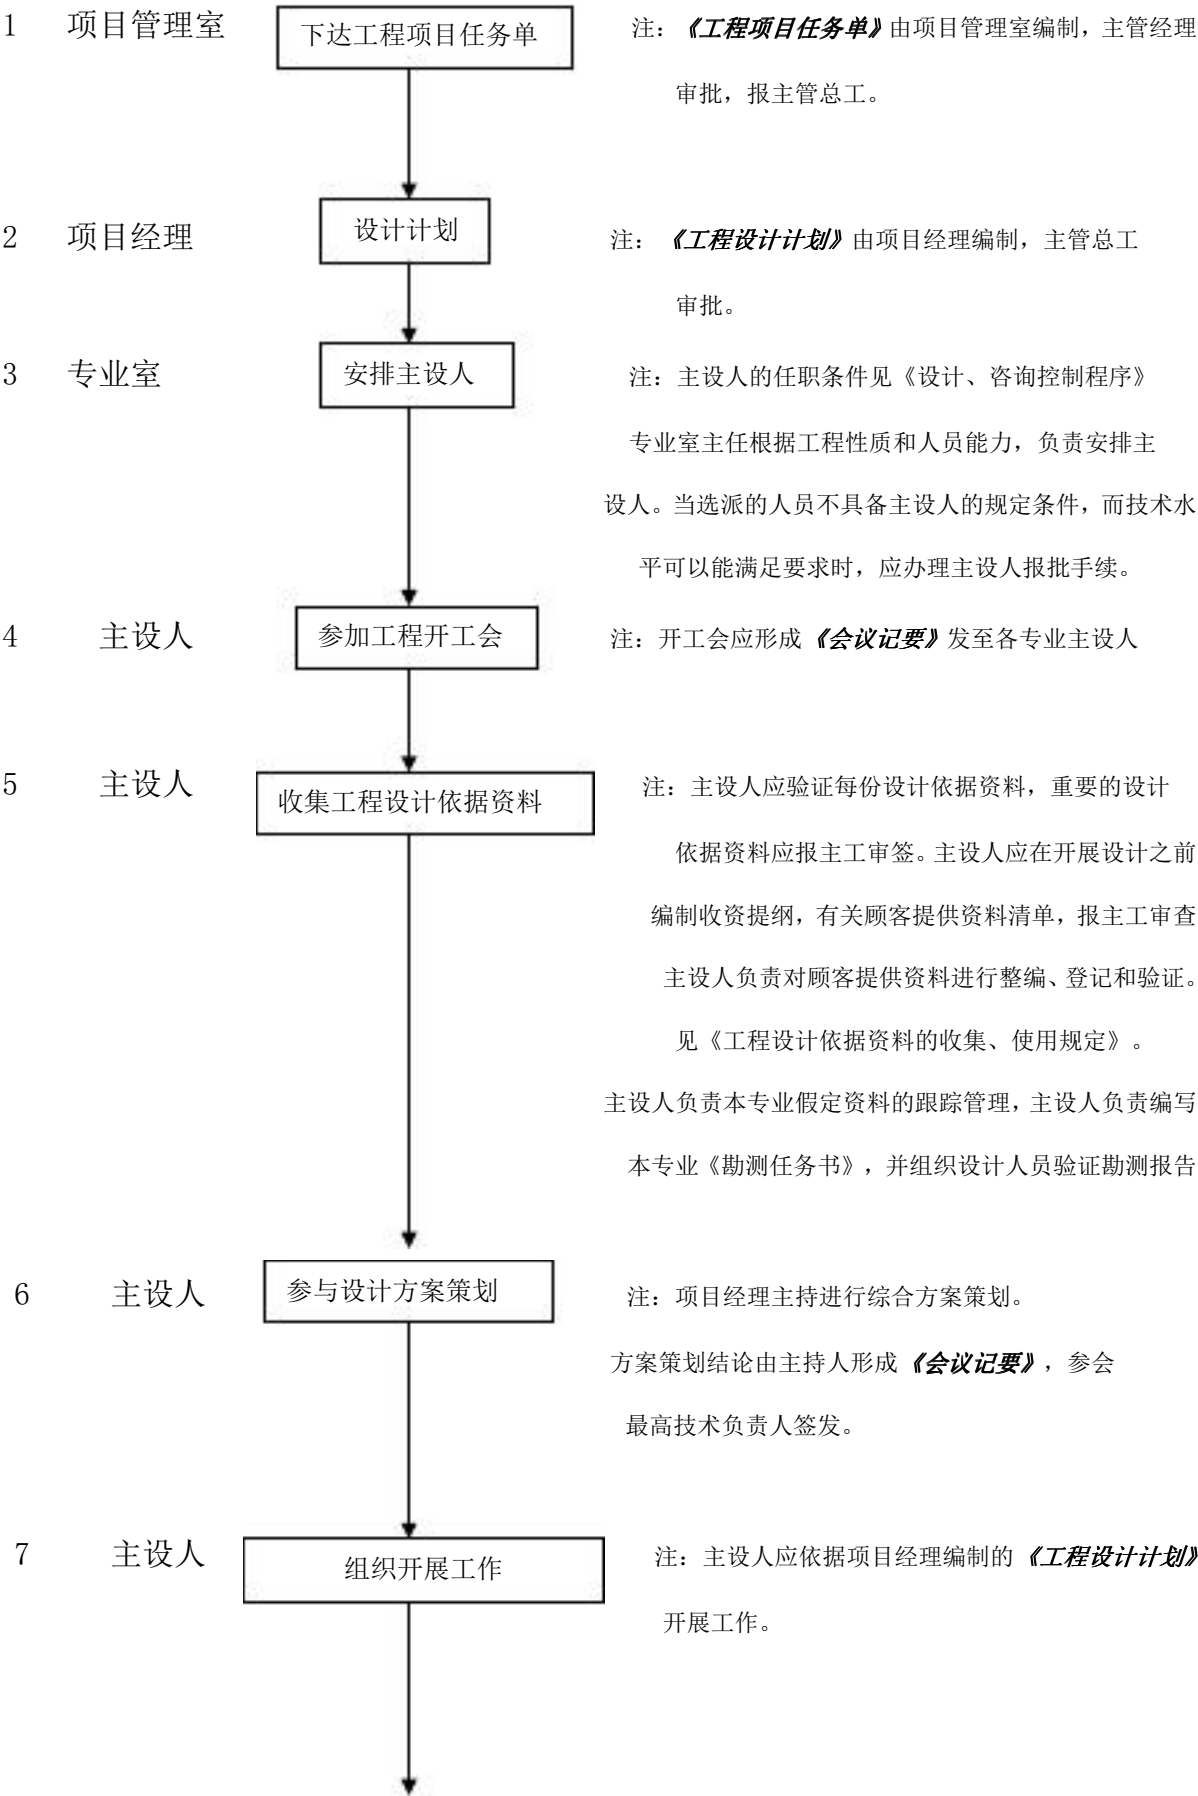 1 项目管理室 下达工程项目任务单 注：《工程项目任务单》由项目管理室编制，主管经理
审批，报主管总工。
2 项目经理 设计计划 注：《工程设计计划》由项目经理编制，主管总工
审批。
3 专业室 安排主设人 注：主设人的任职条件见《设计、咨询控制程序》
专业室主任根据工程性质和人员能力，负责安排主
设人。当选派的人员不具备主设人的规定条件，而技术水
平可以能满足要求时，应办理主设人报批手续。
4 主设人 参加工程开工会 注：开工会应形成《会议记要》发至各专业主设人
5 主设人 收集工程设计依据资料 注：主设人应验证每份设计依据资料，重要的设计
依据资料应报主工审签。主设人应在开展设计之前
编制收资提纲，有关顾客提供资料清单，报主工审查
主设人负责对顾客提供资料进行整编、登记和验证。
见《工程设计依据资料的收集、使用规定》。
主设人负责本专业假定资料的跟踪管理，主设人负责编写
本专业《勘测任务书》，并组织设计人员验证勘测报告
6 主设人 参与设计方案策划 注：项目经理主持进行综合方案策划。
方案策划结论由主持人形成《会议记要》，参会
最高技术负责人签发。
7 主设人 组织开展工作 注：主设人应依据项目经理编制的《工程设计计划》
开展工作。